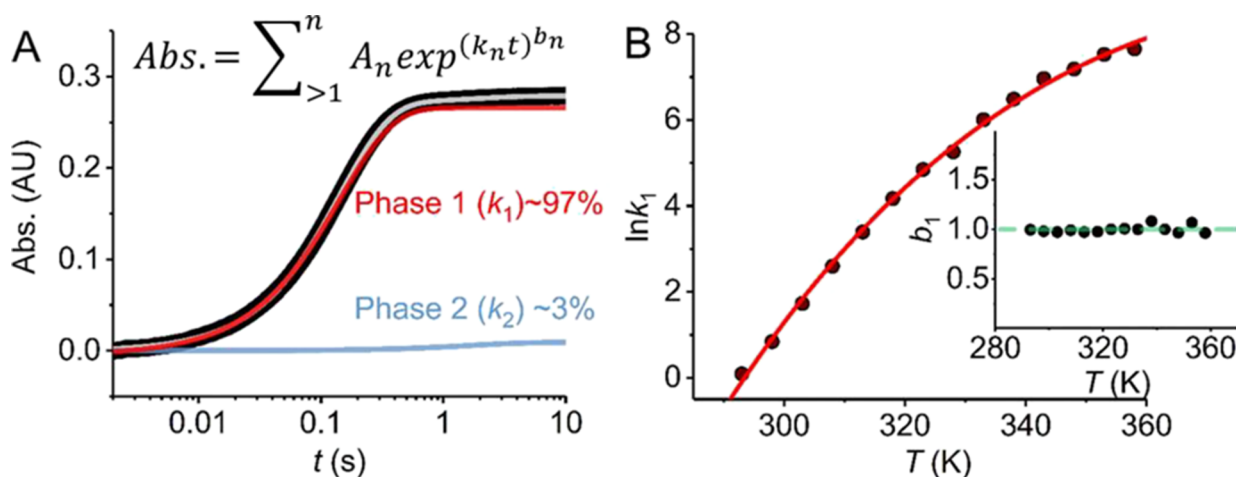 A
Abs. = ∑ₙ>₁ⁿ Aₙexp^(kₙt)^bₙ
0.3
0.2
0.1
0.0
Abs. (AU)
Phase 1 (k₁)~97%
Phase 2 (k₂) ~3%
0.01
0.1
1
10
t (s)
B
8
6
4
2
0
lnk₁
300
320
340
360
T (K)
1.5
1.0
0.5
b₁
280
320
360
T (K)